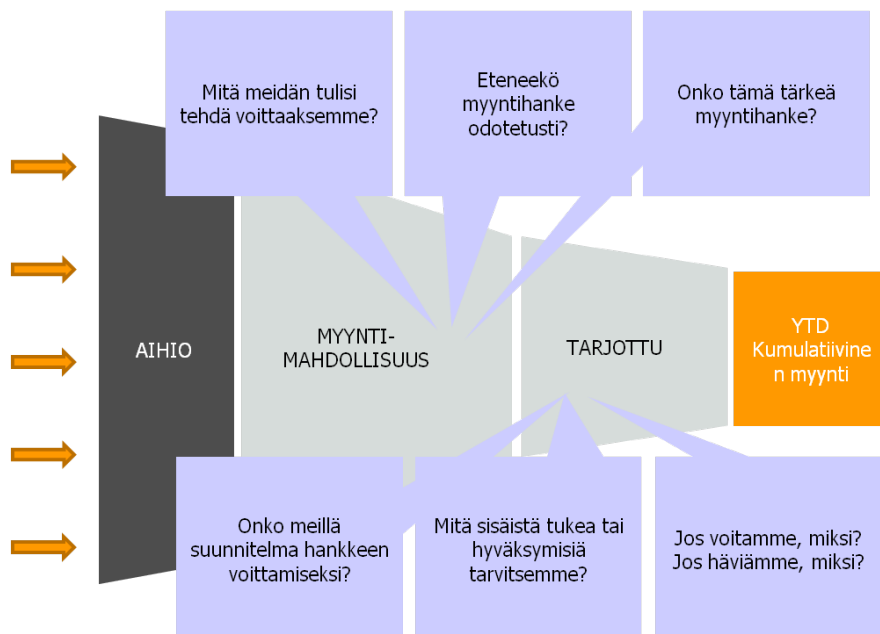 Mitä meidän tulisi
tehdä voittaaksemme?
Eteneekö
myyntihanke
odotetusti?
Onko tämä tärkeä
myyntihanke?
AIHIO
MYYNTI-
MAHDOLLISUUS
TARJOTTU
YTD
Kumulatiivine
n myynti
Onko meillä
suunnitelma hankkeen
voittamiseksi?
Mitä sisäistä tukea tai
hyväksymisiä
tarvitsemme?
Jos voitamme, miksi?
Jos häviämme, miksi?